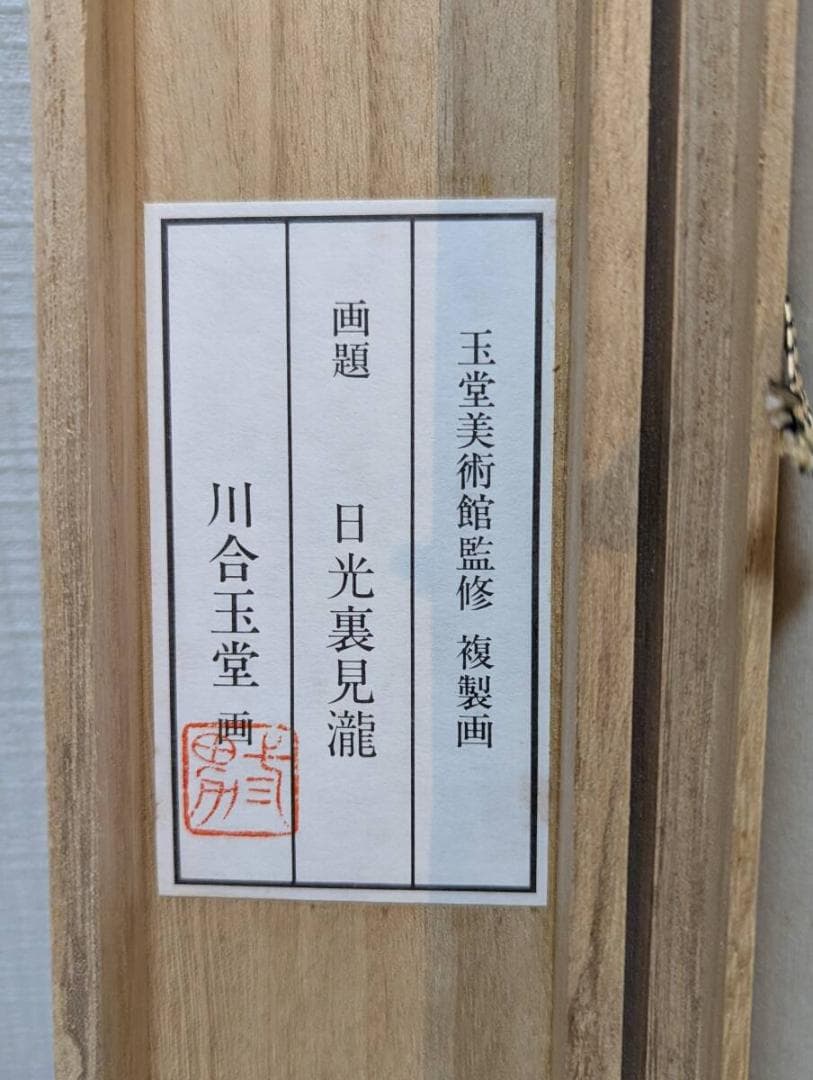 玉堂美術館監修 複製画
画題 日光裏見瀧
川合玉堂 画